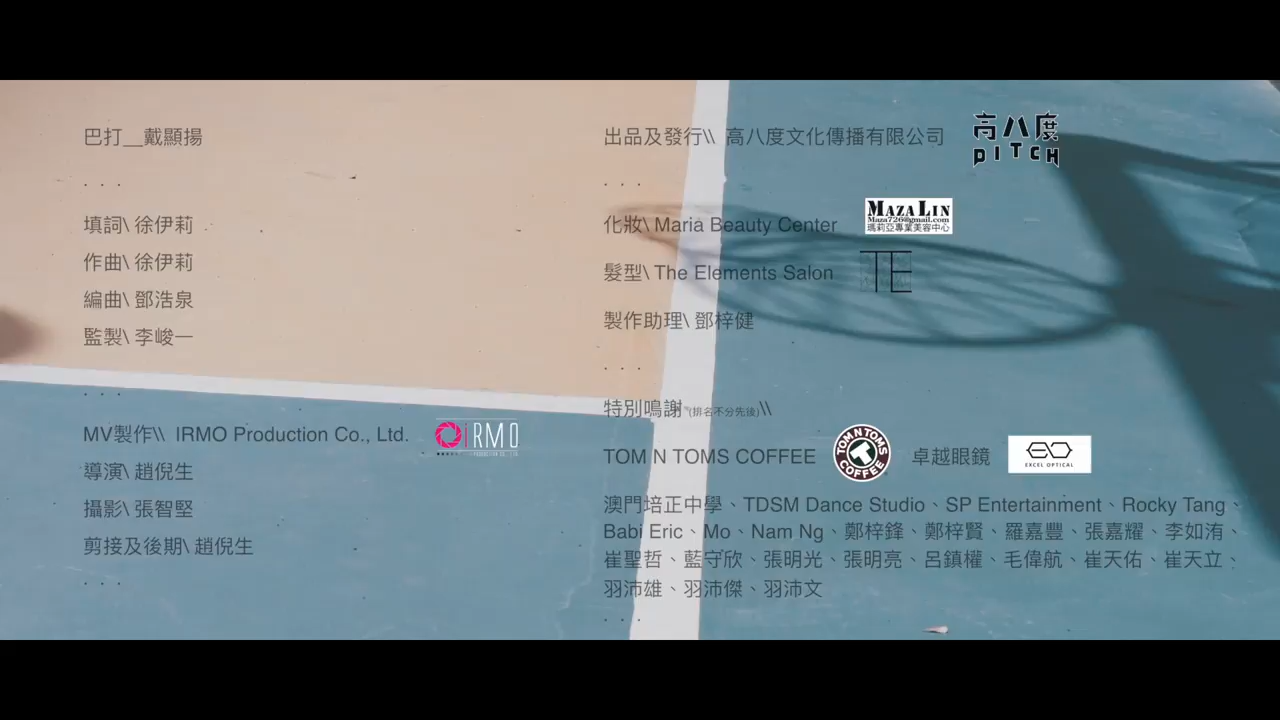 巴打__戴顯揚
. . .
填詞\ 徐伊莉
作曲\ 徐伊莉
編曲\ 鄧浩泉
監製\ 李峻一
. . .
MV製作\\ IRMO Production Co., Ltd.
iRMO
導演\ 趙倪生
攝影\ 張智堅
剪接及後期\ 趙倪生
. . .
出品及發行\\ 高八度文化傳播有限公司
高八度
PITCH
. . .
化妝\ Maria Beauty Center
MAZA LIN
Maza726@gmail.com
瑪莉亞專業美容中心
髮型\ The Elements Salon
TE
製作助理\ 鄧梓健
. . .
特別鳴謝 (排名不分先後)\\
TOM N TOMS COFFEE
TOM N TOMS COFFEE
卓越眼鏡
EXCEL OPTICAL
澳門培正中學、TDSM Dance Studio、SP Entertainment、Rocky Tang、
Babi Eric、Mo、Nam Ng、鄭梓鋒、鄭梓賢、羅嘉豐、張嘉耀、李如洧、
崔聖哲、藍守欣、張明光、張明亮、呂鎮權、毛偉航、崔天佑、崔天立、
羽沛雄、羽沛傑、羽沛文
. . .